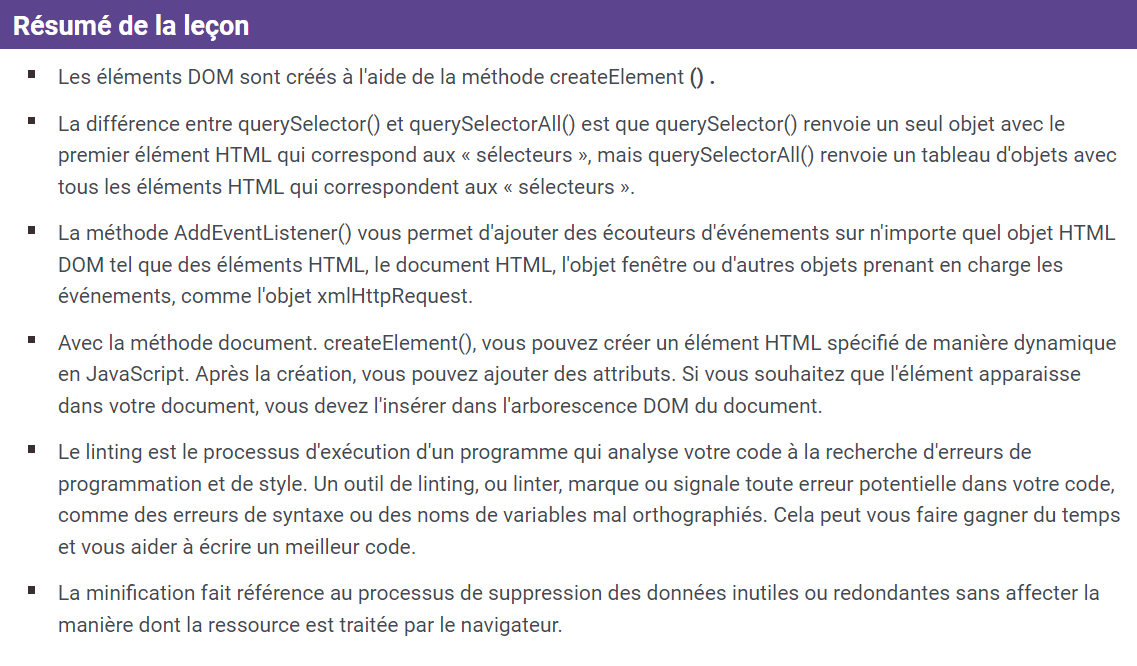 Résumé de la leçon
Les éléments DOM sont créés à l'aide de la méthode createElement () .
La différence entre querySelector() et querySelectorAll() est que querySelector() renvoie un seul objet avec le
premier élément HTML qui correspond aux « sélecteurs », mais querySelectorAll() renvoie un tableau d'objets avec
tous les éléments HTML qui correspondent aux « sélecteurs ».
La méthode AddEventListener() vous permet d'ajouter des écouteurs d'événements sur n'importe quel objet HTML
DOM tel que des éléments HTML, le document HTML, l'objet fenêtre ou d'autres objets prenant en charge les
événements, comme l'objet xmlHttpRequest.
Avec la méthode document. createElement(), vous pouvez créer un élément HTML spécifié de manière dynamique
en JavaScript. Après la création, vous pouvez ajouter des attributs. Si vous souhaitez que l'élément apparaisse
dans votre document, vous devez l'insérer dans l'arborescence DOM du document.
Le linting est le processus d'exécution d'un programme qui analyse votre code à la recherche d'erreurs de
programmation et de style. Un outil de linting, ou linter, marque ou signale toute erreur potentielle dans votre code,
comme des erreurs de syntaxe ou des noms de variables mal orthographiés. Cela peut vous faire gagner du temps
et vous aider à écrire un meilleur code.
La minification fait référence au processus de suppression des données inutiles ou redondantes sans affecter la
manière dont la ressource est traitée par le navigateur.